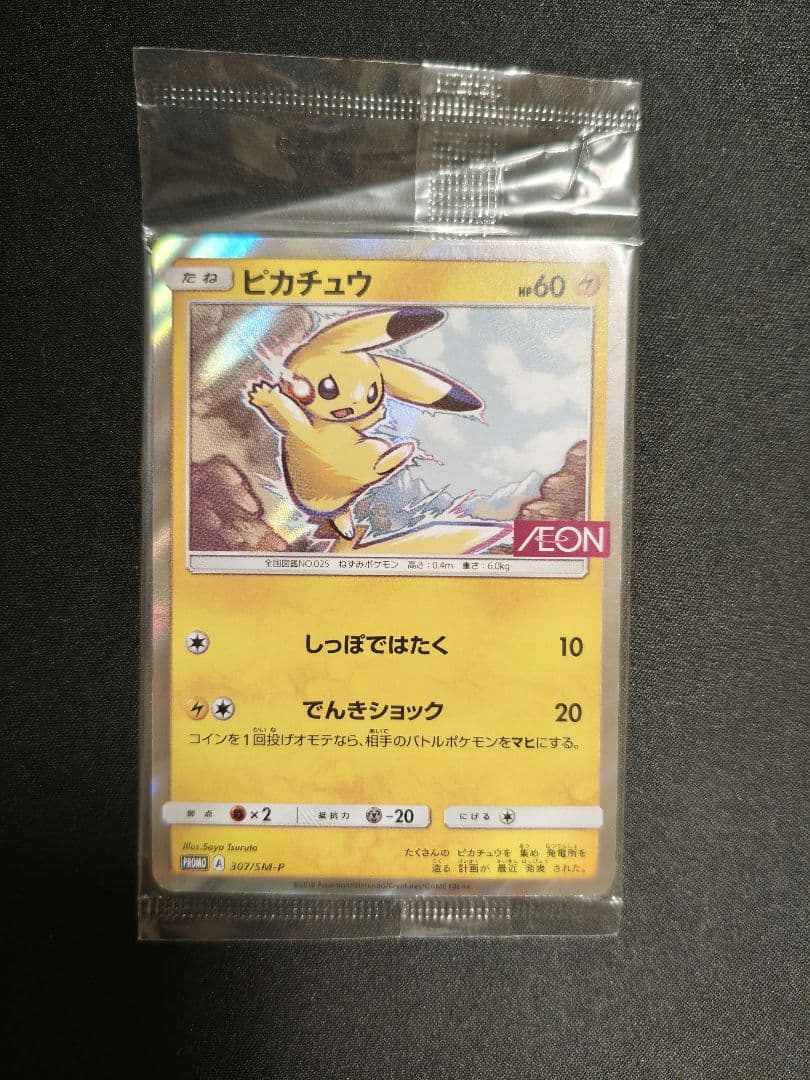 たね ピカチュウ HP60
ÆON
全国図鑑NO.025 ねずみポケモン 高さ:0.4m 重さ:6.0kg
しっぽではたく 10
でんきショック 20
コインを1回投げオモテなら、相手のバトルポケモンをマヒにする。
弱点 ×2 抵抗力 -20 にげる
Illus. Saya Tsuruta
たくさんの ピカチュウを 集め 発電所を
PROMO A 307/SM-P
造る 計画が 最近 発表 された。
©2018 Pokémon/Nintendo/Creatures/GAME FREAK.